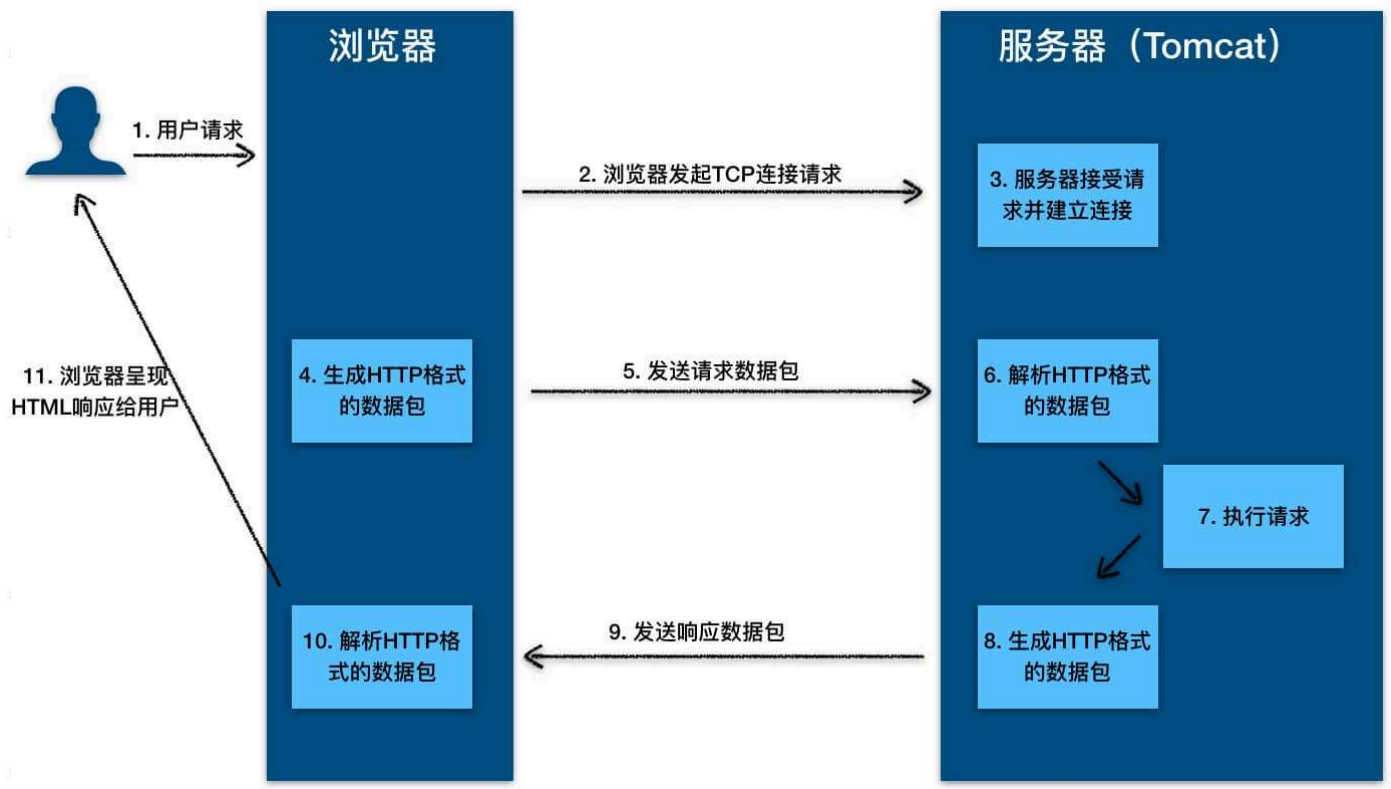 浏览器
服务器（Tomcat）
1. 用户请求
2. 浏览器发起TCP连接请求
3. 服务器接受请
求并建立连接
4. 生成HTTP格式
的数据包
5. 发送请求数据包
6. 解析HTTP格式
的数据包
7. 执行请求
8. 生成HTTP格式
的数据包
9. 发送响应数据包
10. 解析HTTP格
式的数据包
11. 浏览器呈现
HTML响应给用户